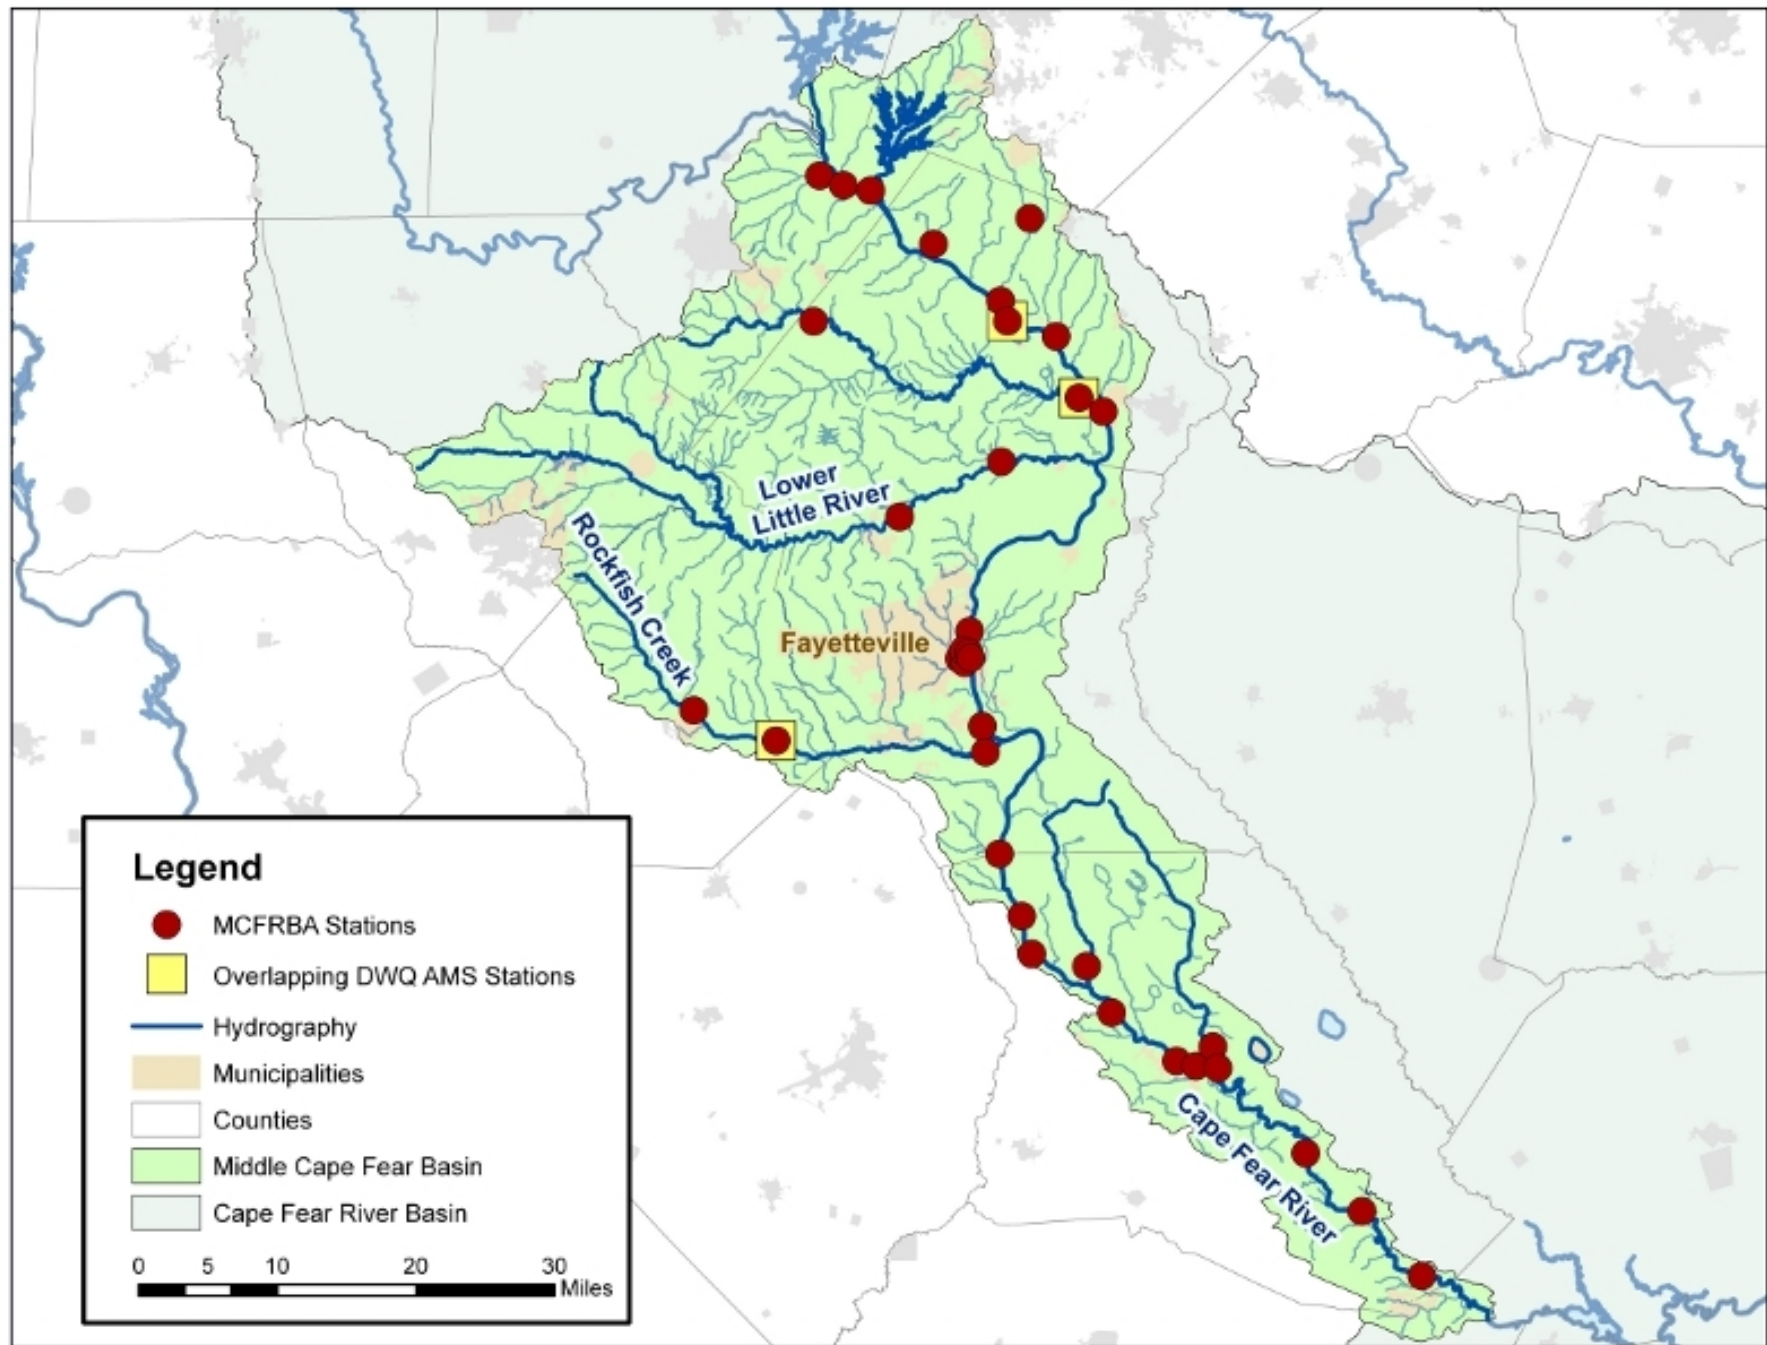 Lower
Little River
Rockfish Creek
Fayetteville
Cape Fear River
Legend
MCFRBA Stations
Overlapping DWQ AMS Stations
Hydrography
Municipalities
Counties
Middle Cape Fear Basin
Cape Fear River Basin
0 5 10 20 30
Miles